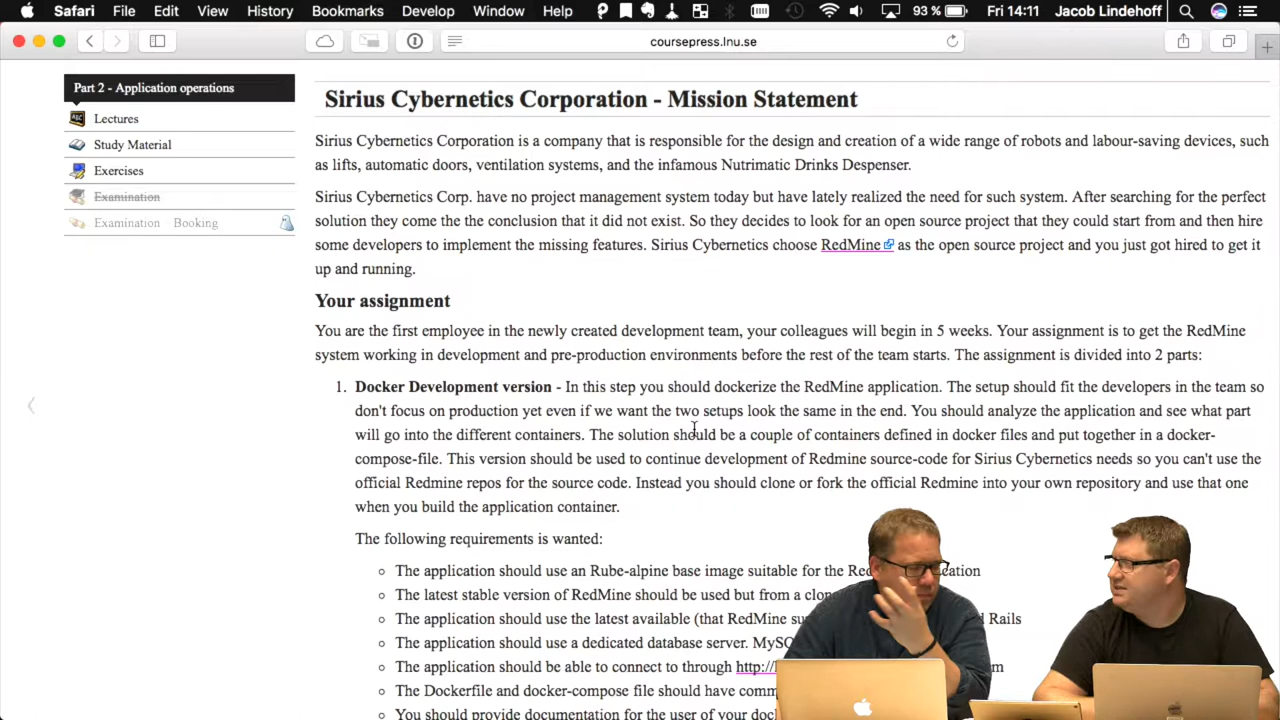 Safari File Edit View History Bookmarks Develop Window Help 93 % Fri 14:11 Jacob Lindehoff
coursepress.lnu.se
Part 2 - Application operations
Lectures
Study Material
Exercises
Examination
Examination Booking
Sirius Cybernetics Corporation - Mission Statement
Sirius Cybernetics Corporation is a company that is responsible for the design and creation of a wide range of robots and labour-saving devices, such
as lifts, automatic doors, ventilation systems, and the infamous Nutrimatic Drinks Despenser.
Sirius Cybernetics Corp. have no project management system today but have lately realized the need for such system. After searching for the perfect
solution they come the the conclusion that it did not exist. So they decides to look for an open source project that they could start from and then hire
some developers to implement the missing features. Sirius Cybernetics choose RedMine as the open source project and you just got hired to get it
up and running.
Your assignment
You are the first employee in the newly created development team, your colleagues will begin in 5 weeks. Your assignment is to get the RedMine
system working in development and pre-production environments before the rest of the team starts. The assignment is divided into 2 parts:
1. Docker Development version - In this step you should dockerize the RedMine application. The setup should fit the developers in the team so
don't focus on production yet even if we want the two setups look the same in the end. You should analyze the application and see what part
will go into the different containers. The solution should be a couple of containers defined in docker files and put together in a docker-
compose-file. This version should be used to continue development of Redmine source-code for Sirius Cybernetics needs so you can't use the
official Redmine repos for the source code. Instead you should clone or fork the official Redmine into your own repository and use that one
when you build the application container.
The following requirements is wanted:
The application should use an Rube-alpine base image suitable for the
The latest stable version of RedMine should be used but from a
The application should use the latest available (that RedMine Rails
The application should use a dedicated database server.
The application should be able to connect to through
The Dockerfile and docker-compose file should have
You should provide documentation for the user of your